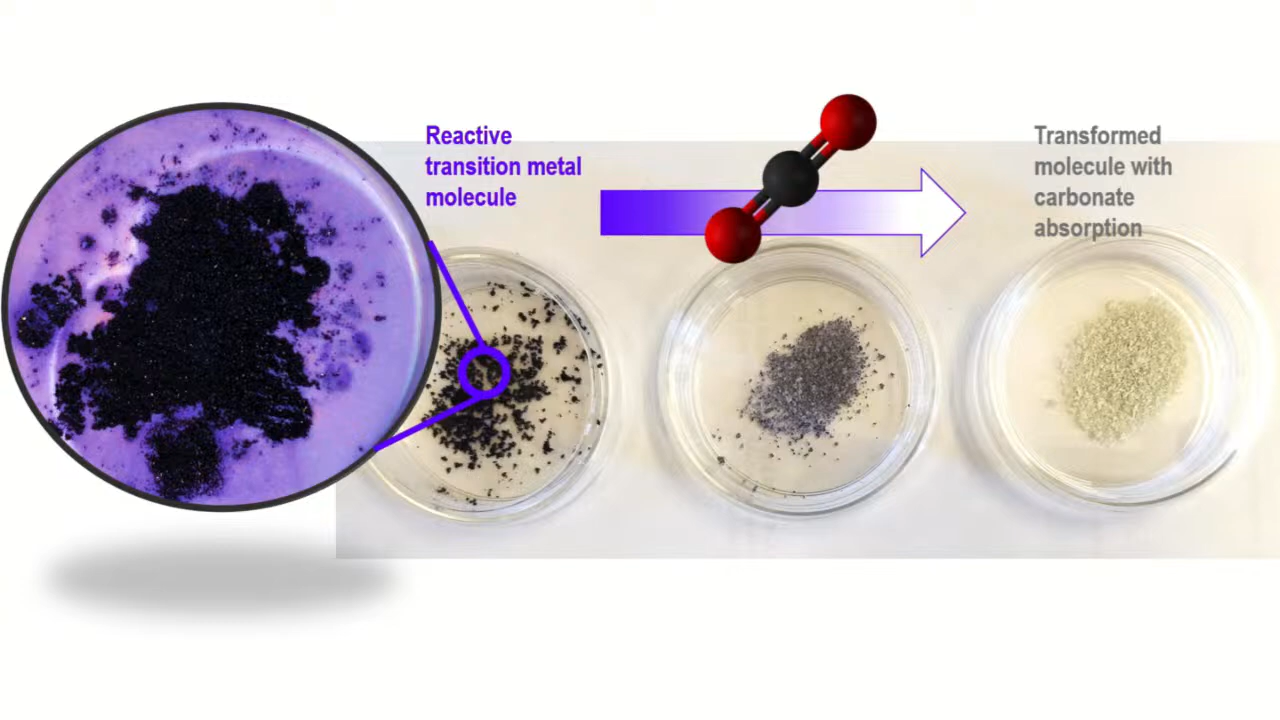 Reactive
transition metal
molecule
Transformed
molecule with
carbonate
absorption